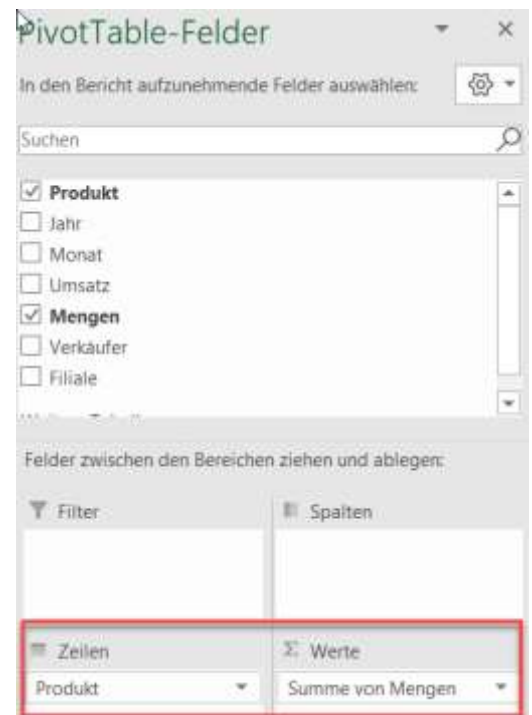 PivotTable-Felder
In den Bericht aufzunehmende Felder auswählen:
Suchen
Produkt
Jahr
Monat
Umsatz
Mengen
Verkäufer
Filiale
Felder zwischen den Bereichen ziehen und ablegen:
Filter
Spalten
Zeilen
Σ Werte
Produkt
Summe von Mengen